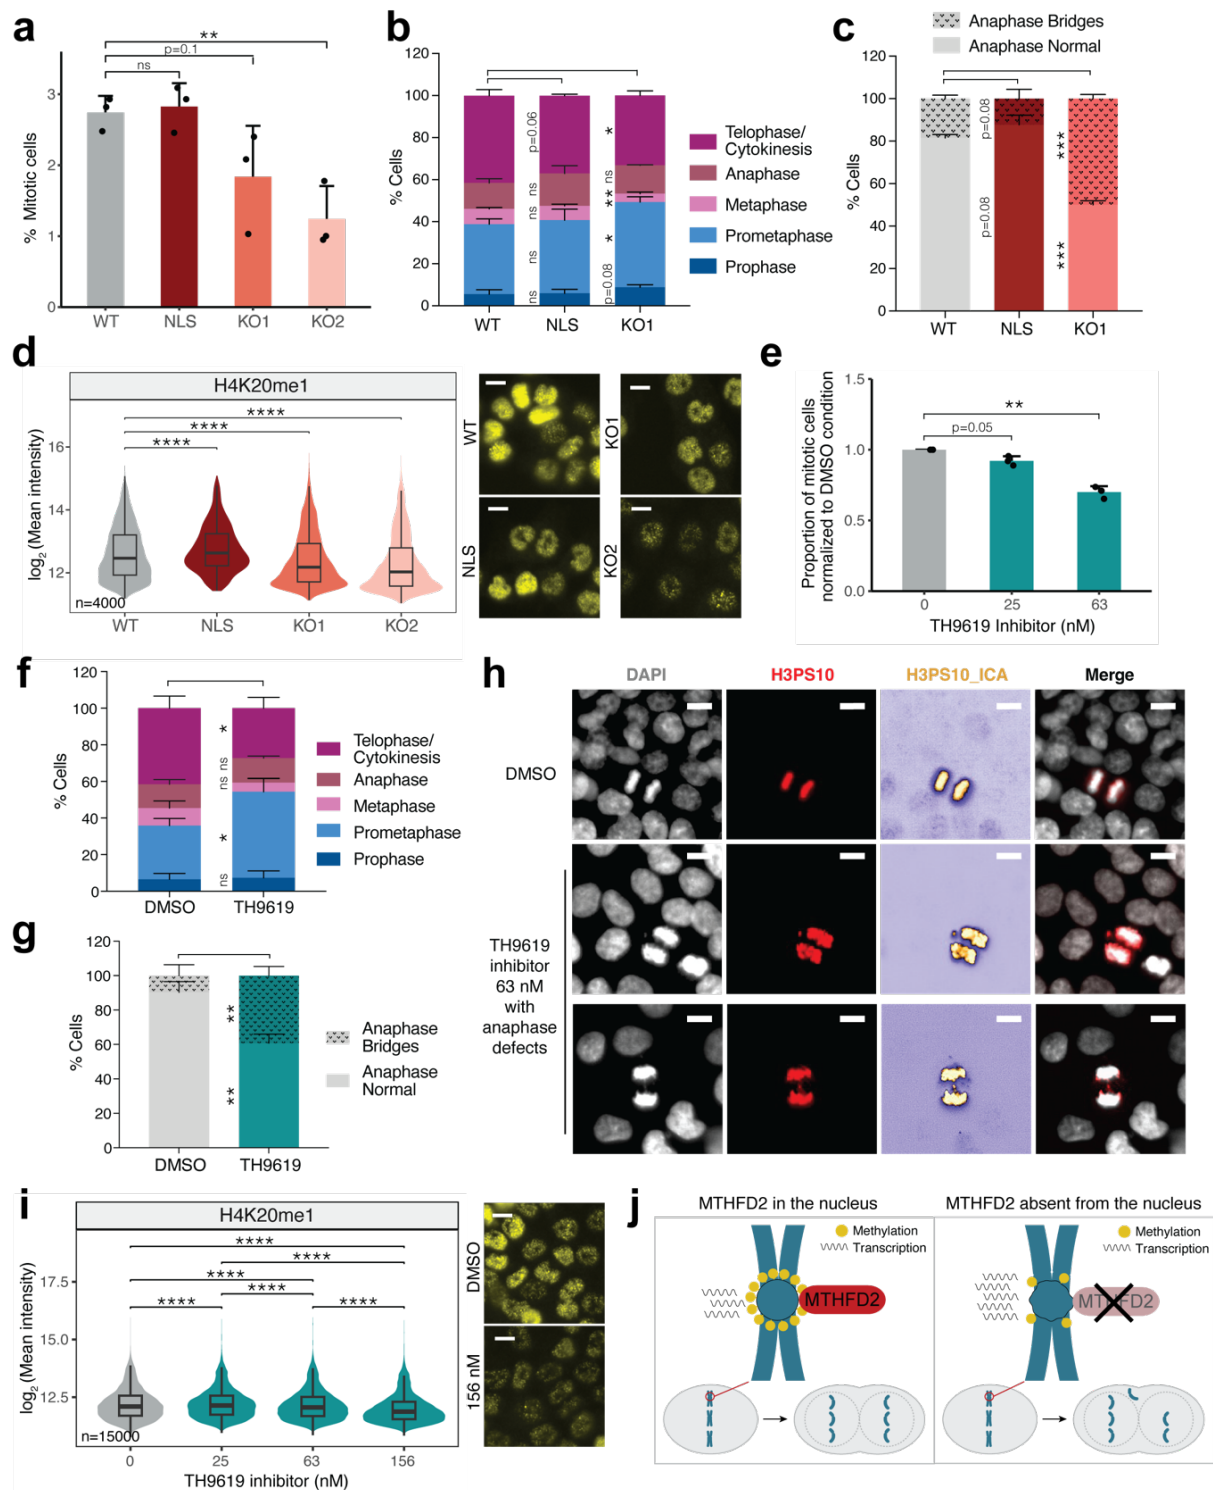 a
**
p=0.1
ns
% Mitotic cells
3
2
1
0
WT
NLS
KO1
KO2
b
120
100
80
60
40
20
0
% Cells
p=0.06
ns
ns
ns
ns
*
ns
**
*
p=0.08
WT
NLS
KO1
Telophase/
Cytokinesis
Anaphase
Metaphase
Prometaphase
Prophase
c
Anaphase Bridges
Anaphase Normal
120
100
80
60
40
20
0
% Cells
p=0.08
p=0.08
***
***
WT
NLS
KO1
d
H4K20me1
****
****
****
log2 (Mean intensity)
16
14
12
n=4000
WT
NLS
KO1
KO2
WT
KO1
NLS
KO2
e
Proportion of mitotic cells
normalized to DMSO condition
1.5
1.0
0.5
0.0
**
p=0.05
0
25
63
TH9619 Inhibitor (nM)
f
120
100
80
60
40
20
0
% Cells
*
ns
ns
*
ns
DMSO
TH9619
Telophase/
Cytokinesis
Anaphase
Metaphase
Prometaphase
Prophase
g
120
100
80
60
40
20
0
% Cells
**
**
DMSO
TH9619
Anaphase
Bridges
Anaphase
Normal
h
DAPI
H3PS10
H3PS10_ICA
Merge
DMSO
TH9619
inhibitor
63 nM
with
anaphase
defects
i
H4K20me1
****
****
****
****
****
****
log2 (Mean intensity)
17.5
15.0
12.5
n=15000
0
25
63
156
TH9619 inhibitor (nM)
DMSO
156 nM
j
MTHFD2 in the nucleus
Methylation
Transcription
MTHFD2
MTHFD2 absent from the nucleus
Methylation
Transcription
MTHFD2